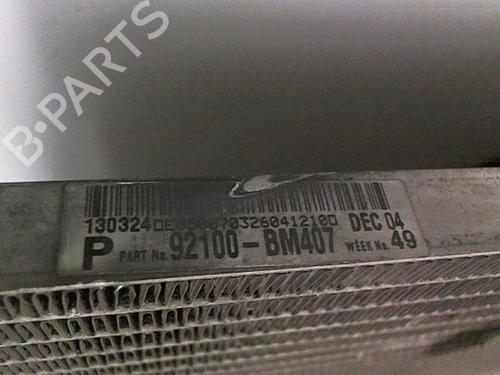 B-PARTS
130324 DEC 04
P PART No. 92100-BM407 WEEK No. 49